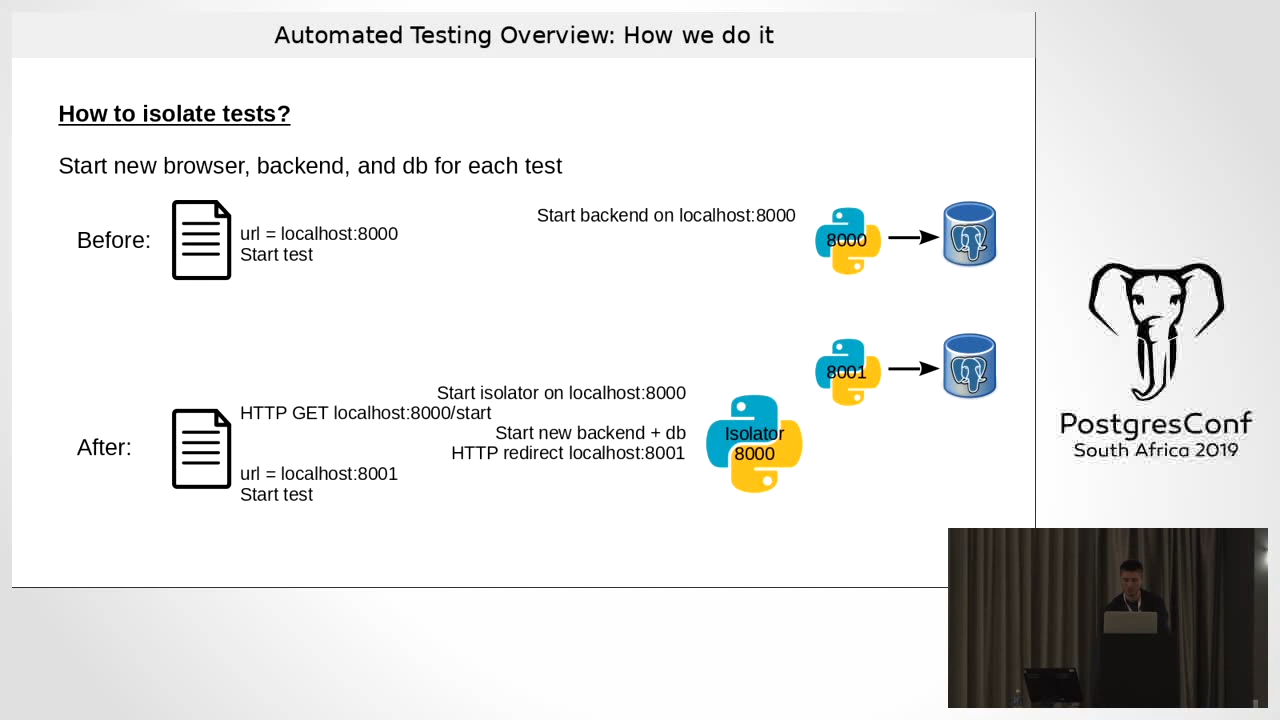 Automated Testing Overview: How we do it
How to isolate tests?
Start new browser, backend, and db for each test
Before:
url = localhost:8000
Start test
Start backend on localhost:8000
8000
8001
After:
Start isolator on localhost:8000
HTTP GET localhost:8000/start
Start new backend + db
HTTP redirect localhost:8001
Isolator
8000
url = localhost:8001
Start test
PostgresConf
South Africa 2019